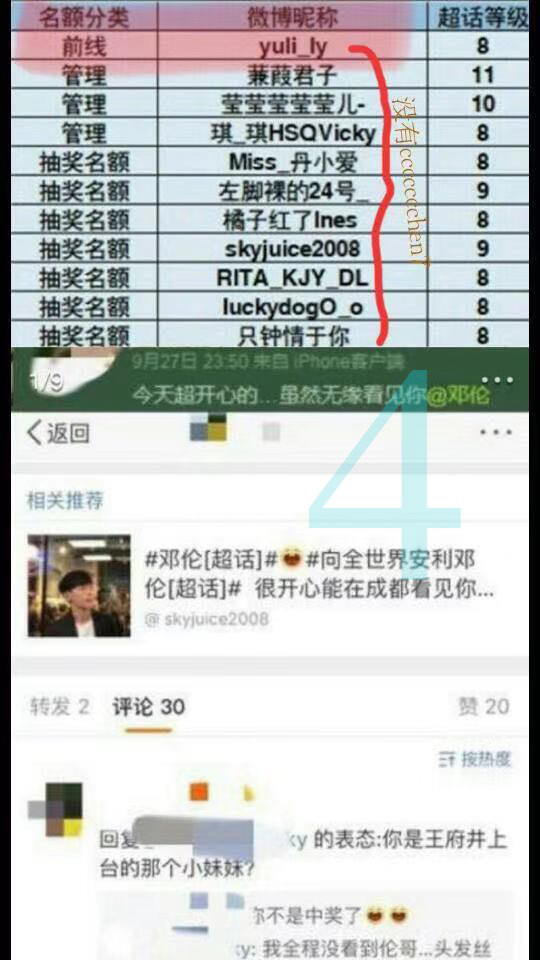 名额分类 微博昵称 超话等级
前线 yuli_ly 8
管理 蒹葭君子 11
管理 莹莹莹莹莹儿- 10
管理 琪_琪HSQVicky 8
抽奖名额 Miss_丹小爱 8
抽奖名额 左脚裸的24号_ 9
抽奖名额 橘子红了Ines 8
抽奖名额 skyjuice2008 9
抽奖名额 RITA_KJY_DL 8
抽奖名额 luckydogO_o 8
抽奖名额 只钟情于你 8
没有ccccccchen7
9月27日 23:50 来自 iPhone客户端
1/9
今天超开心的...虽然无缘看见你@邓伦
4
返回
相关推荐
#邓伦[超话]# #向全世界安利邓
伦[超话]# 很开心能在成都看见你...
@ skyjuice2008
转发 2 评论 30 赞 20
按热度
回复 ky 的表态:你是王府井上
台的那个小妹妹?
你不是中奖了
cy: 我全程没看到伦哥...头发丝